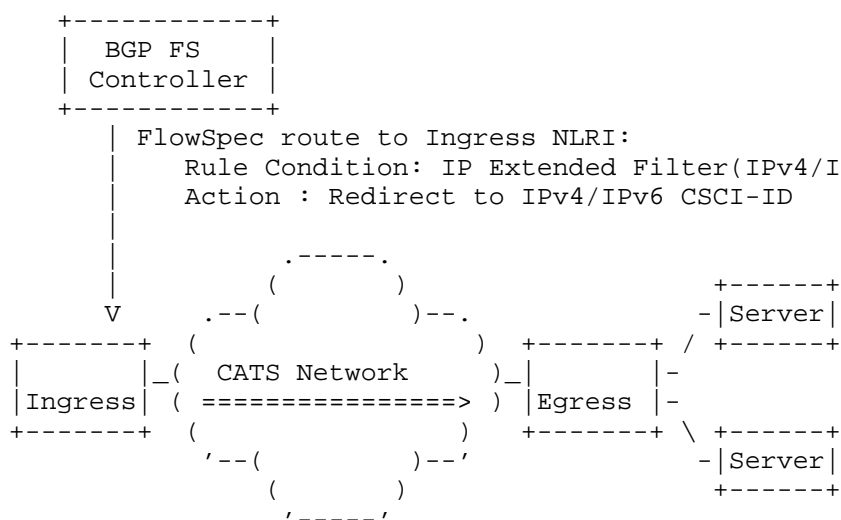 BGP FS
Controller
FlowSpec route to Ingress NLRI:
Rule Condition: IP Extended Filter(IPv4/I
Action : Redirect to IPv4/IPv6 CSCI-ID
V
Server
CATS Network
Ingress
Egress
Server